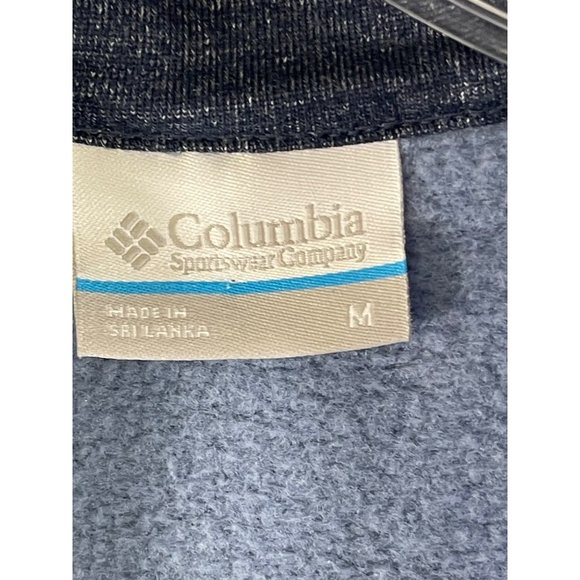 Columbia
Sportswear Company
MADE IN
SRI LANKA
M